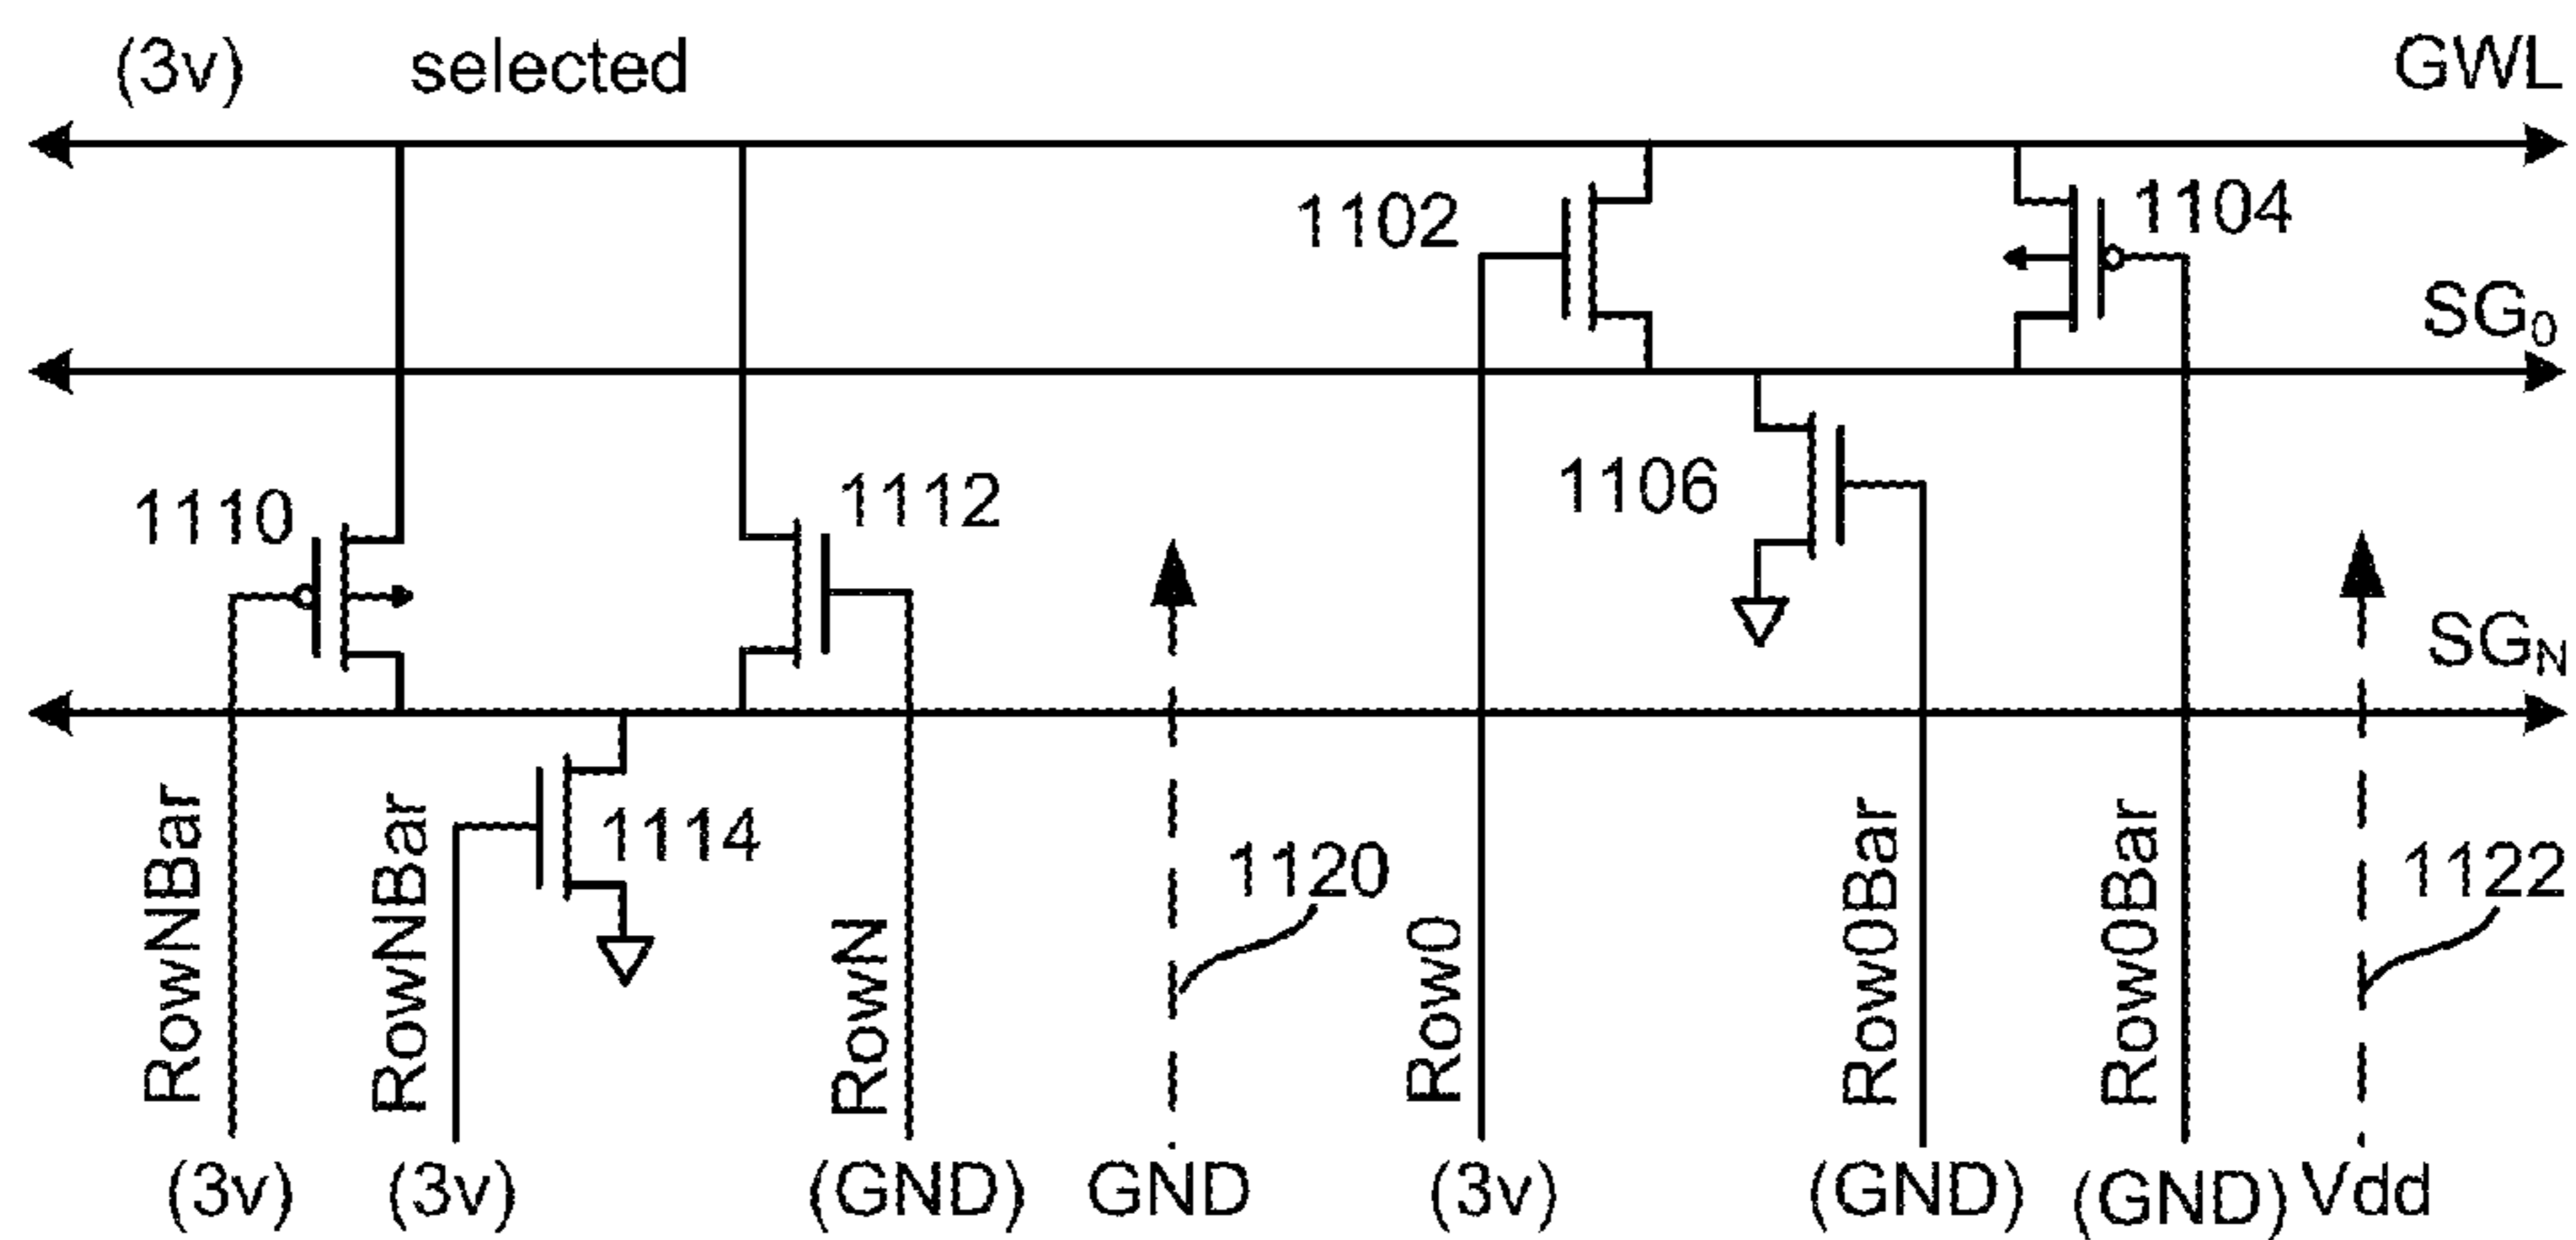 (3v) selected GWL
1102 1104
SG₀
1110 1112 1106
SG_N
1114 1120 1122
RowNBar RowNBar RowN Row0 Row0Bar Row0Bar
(3v) (3v) (GND) GND (3v) (GND) (GND) Vdd